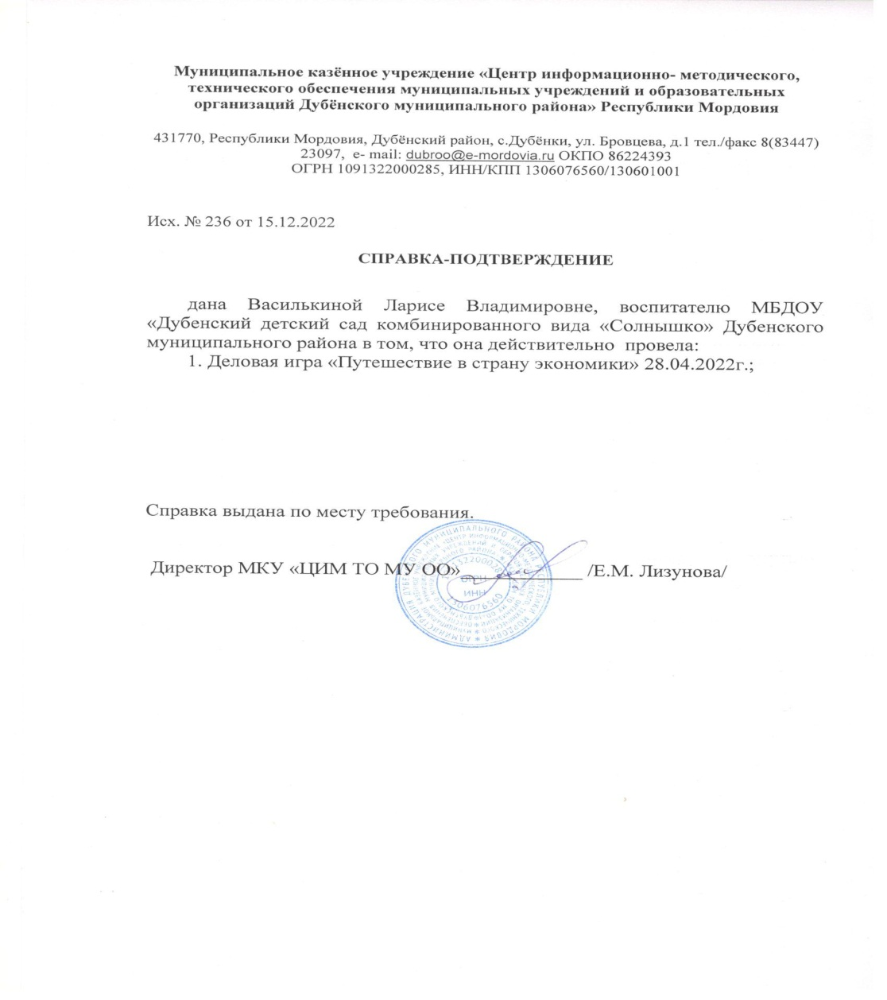 Муниципальное казённое учреждение «Центр информационно- методического,
технического обеспечения муниципальных учреждений и образовательных
организаций Дубёнского муниципального района» Республики Мордовия
431770, Республики Мордовия, Дубёнский район, с.Дубёнки, ул. Бровцева, д.1 тел./факс 8(83447)
23097, e- mail: dubroo@e-mordovia.ru ОКПО 86224393
ОГРН 1091322000285, ИНН/КПП 1306076560/130601001
Исх. № 236 от 15.12.2022
СПРАВКА-ПОДТВЕРЖДЕНИЕ
дана Василькиной Ларисе Владимировне, воспитателю МБДОУ
«Дубенский детский сад комбинированного вида «Солнышко» Дубенского
муниципального района в том, что она действительно провела:
1. Деловая игра «Путешествие в страну экономики» 28.04.2022г.;
Справка выдана по месту требования.
Директор МКУ «ЦИМ ТО МУ ОО»______________ /Е.М. Лизунова/
ОГРН
ИНН
1306076560